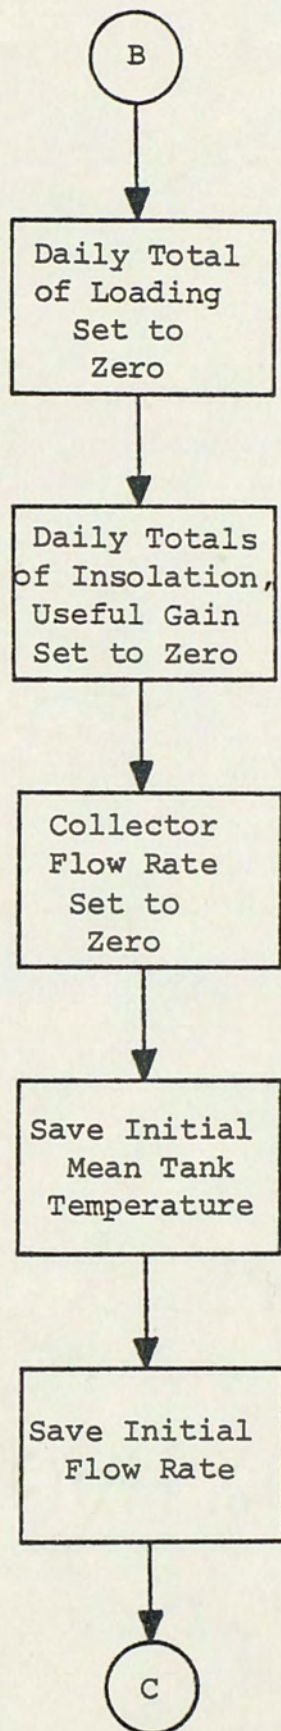 B
Daily Total
of Loading
Set to
Zero
Daily Totals
of Insolation,
Useful Gain
Set to Zero
Collector
Flow Rate
Set to
Zero
Save Initial
Mean Tank
Temperature
Save Initial
Flow Rate
C